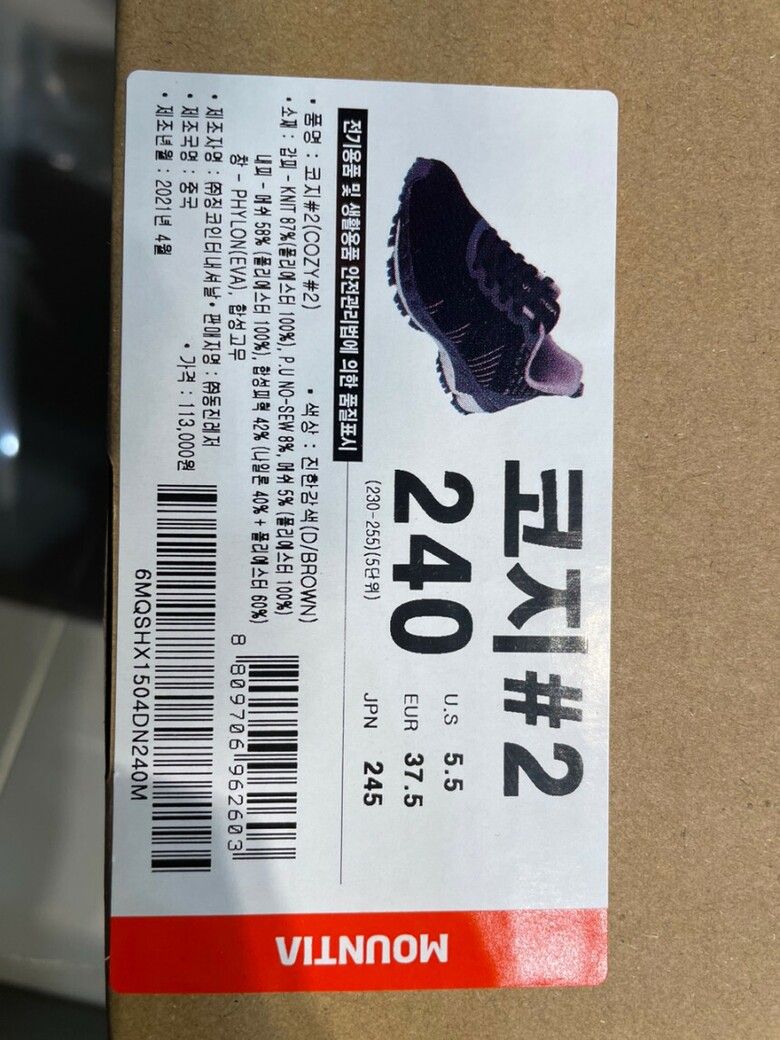 코지#2
240
(230-255)(5단위)
U.S 5.5
EUR 37.5
JPN 245
전기용품 및 생활용품 안전관리법에 의한 품질표시
• 품명 : 코지#2(COZY#2) • 색상 : 진한감색(D/BROWN)
• 소재 : 겉피 - KNIT 87%(폴리에스터 100%), P.U NO-SEW 8%, 메쉬 5% (폴리에스터 100%)
내피 - 메쉬 58% (폴리에스터 100%), 합성피혁 42% (나일론 40% + 폴리에스터 60%)
창 - PHYLON(EVA), 합성고무
• 제조자명 : ㈜징코인터내셔날 • 판매자명 : ㈜동진레저
• 제조국명 : 중국 • 가격 : 113,000원
• 제조년월 : 2021년 4월
8 809706 962603
6MQSHX1504DN240M
MOUNTIA